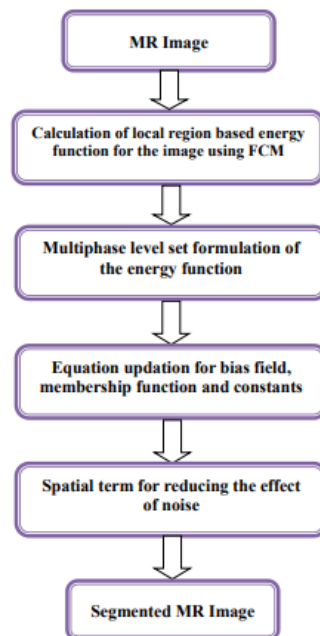 MR Image
Calculation of local region based energy
function for the image using FCM
Multiphase level set formulation of
the energy function
Equation updation for bias field,
membership function and constants
Spatial term for reducing the effect
of noise
Segmented MR Image